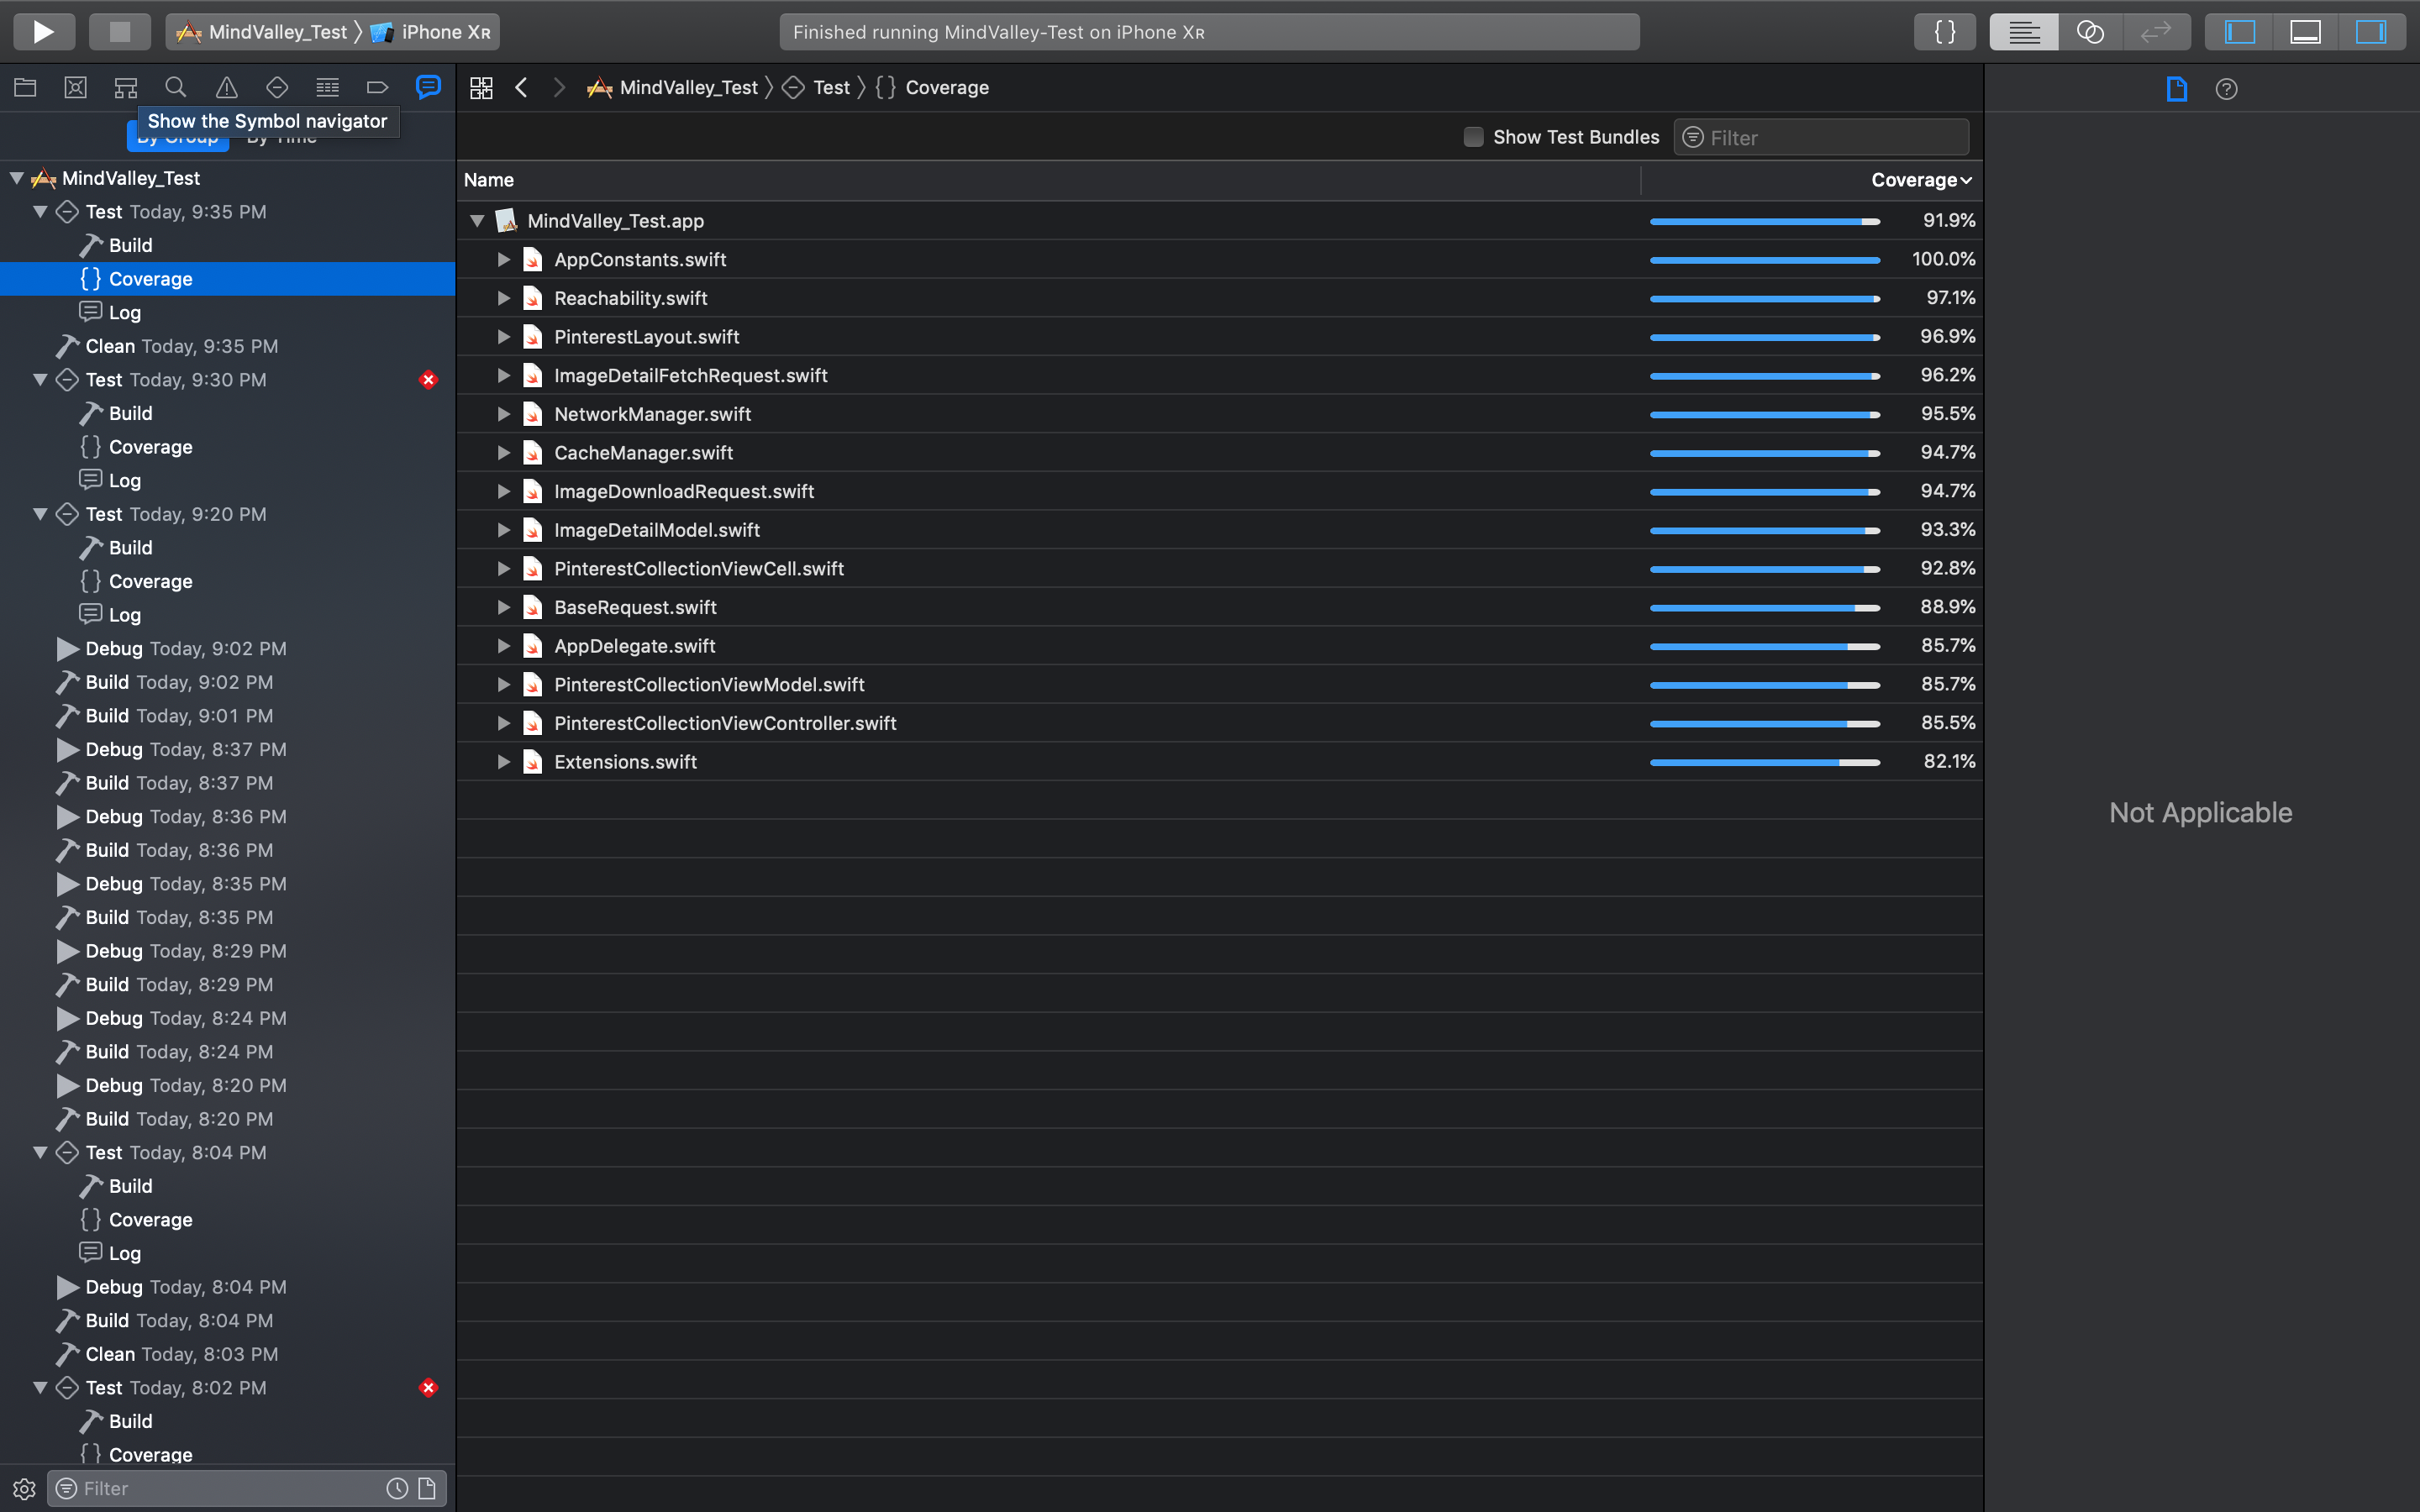 MindValley_Test 〉 iPhone XR
Finished running MindValley-Test on iPhone XR
{ }
MindValley_Test 〉 Test 〉 { } Coverage
Show the Symbol navigator
By Group By Time
Show Test Bundles Filter
Name Coverage
MindValley_Test
Test Today, 9:35 PM
Build
{ } Coverage
Log
Clean Today, 9:35 PM
Test Today, 9:30 PM
Build
{ } Coverage
Log
Test Today, 9:20 PM
Build
{ } Coverage
Log
Debug Today, 9:02 PM
Build Today, 9:02 PM
Build Today, 9:01 PM
Debug Today, 8:37 PM
Build Today, 8:37 PM
Debug Today, 8:36 PM
Build Today, 8:36 PM
Debug Today, 8:35 PM
Build Today, 8:35 PM
Debug Today, 8:29 PM
Build Today, 8:29 PM
Debug Today, 8:24 PM
Build Today, 8:24 PM
Debug Today, 8:20 PM
Build Today, 8:20 PM
Test Today, 8:04 PM
Build
{ } Coverage
Log
Debug Today, 8:04 PM
Build Today, 8:04 PM
Clean Today, 8:03 PM
Test Today, 8:02 PM
Build
{ } Coverage
Filter
MindValley_Test.app 91.9%
AppConstants.swift 100.0%
Reachability.swift 97.1%
PinterestLayout.swift 96.9%
ImageDetailFetchRequest.swift 96.2%
NetworkManager.swift 95.5%
CacheManager.swift 94.7%
ImageDownloadRequest.swift 94.7%
ImageDetailModel.swift 93.3%
PinterestCollectionViewCell.swift 92.8%
BaseRequest.swift 88.9%
AppDelegate.swift 85.7%
PinterestCollectionViewModel.swift 85.7%
PinterestCollectionViewController.swift 85.5%
Extensions.swift 82.1%
Not Applicable